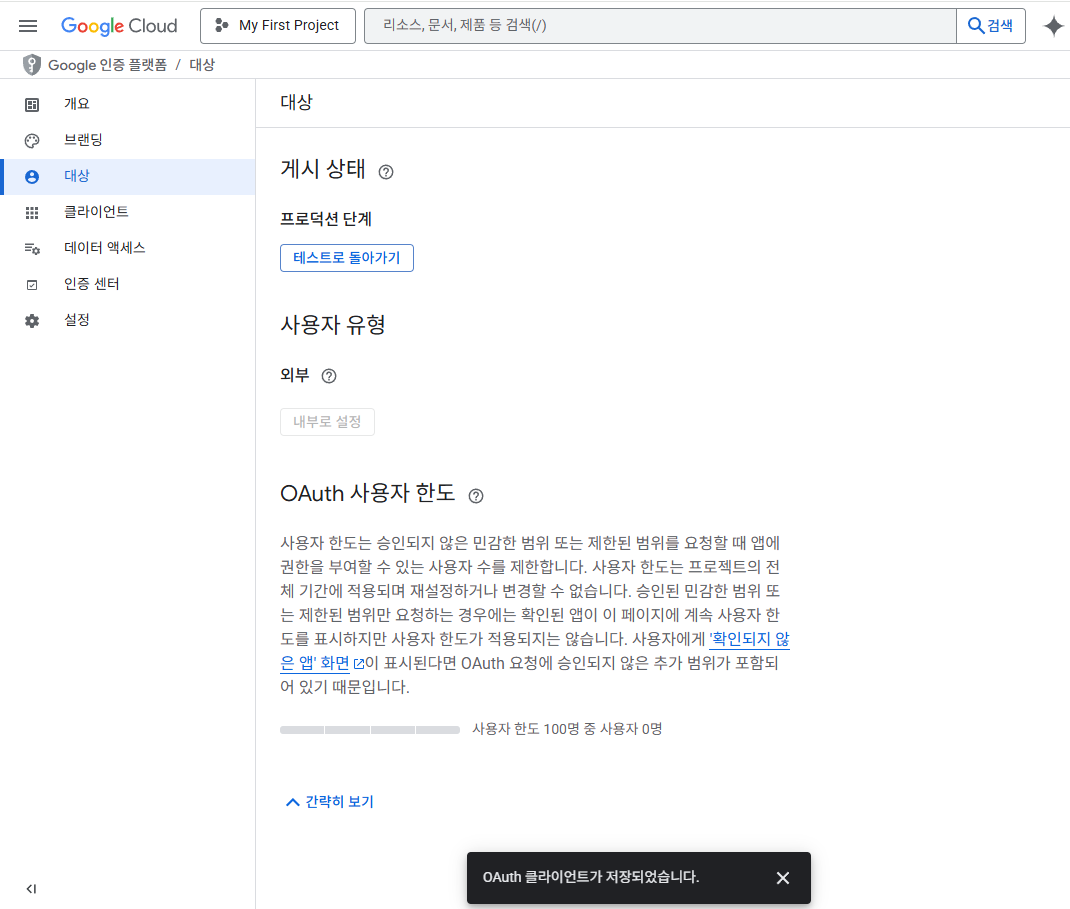 Google Cloud
My First Project
리소스, 문서, 제품 등 검색(/)
검색
Google 인증 플랫폼 / 대상
개요
브랜딩
대상
클라이언트
데이터 액세스
인증 센터
설정
대상
게시 상태
프로덕션 단계
테스트로 돌아가기
사용자 유형
외부
내부로 설정
OAuth 사용자 한도
사용자 한도는 승인되지 않은 민감한 범위 또는 제한된 범위를 요청할 때 앱에
권한을 부여할 수 있는 사용자 수를 제한합니다. 사용자 한도는 프로젝트의 전
체 기간에 적용되며 재설정하거나 변경할 수 없습니다. 승인된 민감한 범위 또
는 제한된 범위만 요청하는 경우에는 확인된 앱이 이 페이지에 계속 사용자 한
도를 표시하지만 사용자 한도가 적용되지는 않습니다. 사용자에게 '확인되지 않
은 앱' 화면이 표시된다면 OAuth 요청에 승인되지 않은 추가 범위가 포함되
어 있기 때문입니다.
사용자 한도 100명 중 사용자 0명
간략히 보기
OAuth 클라이언트가 저장되었습니다.